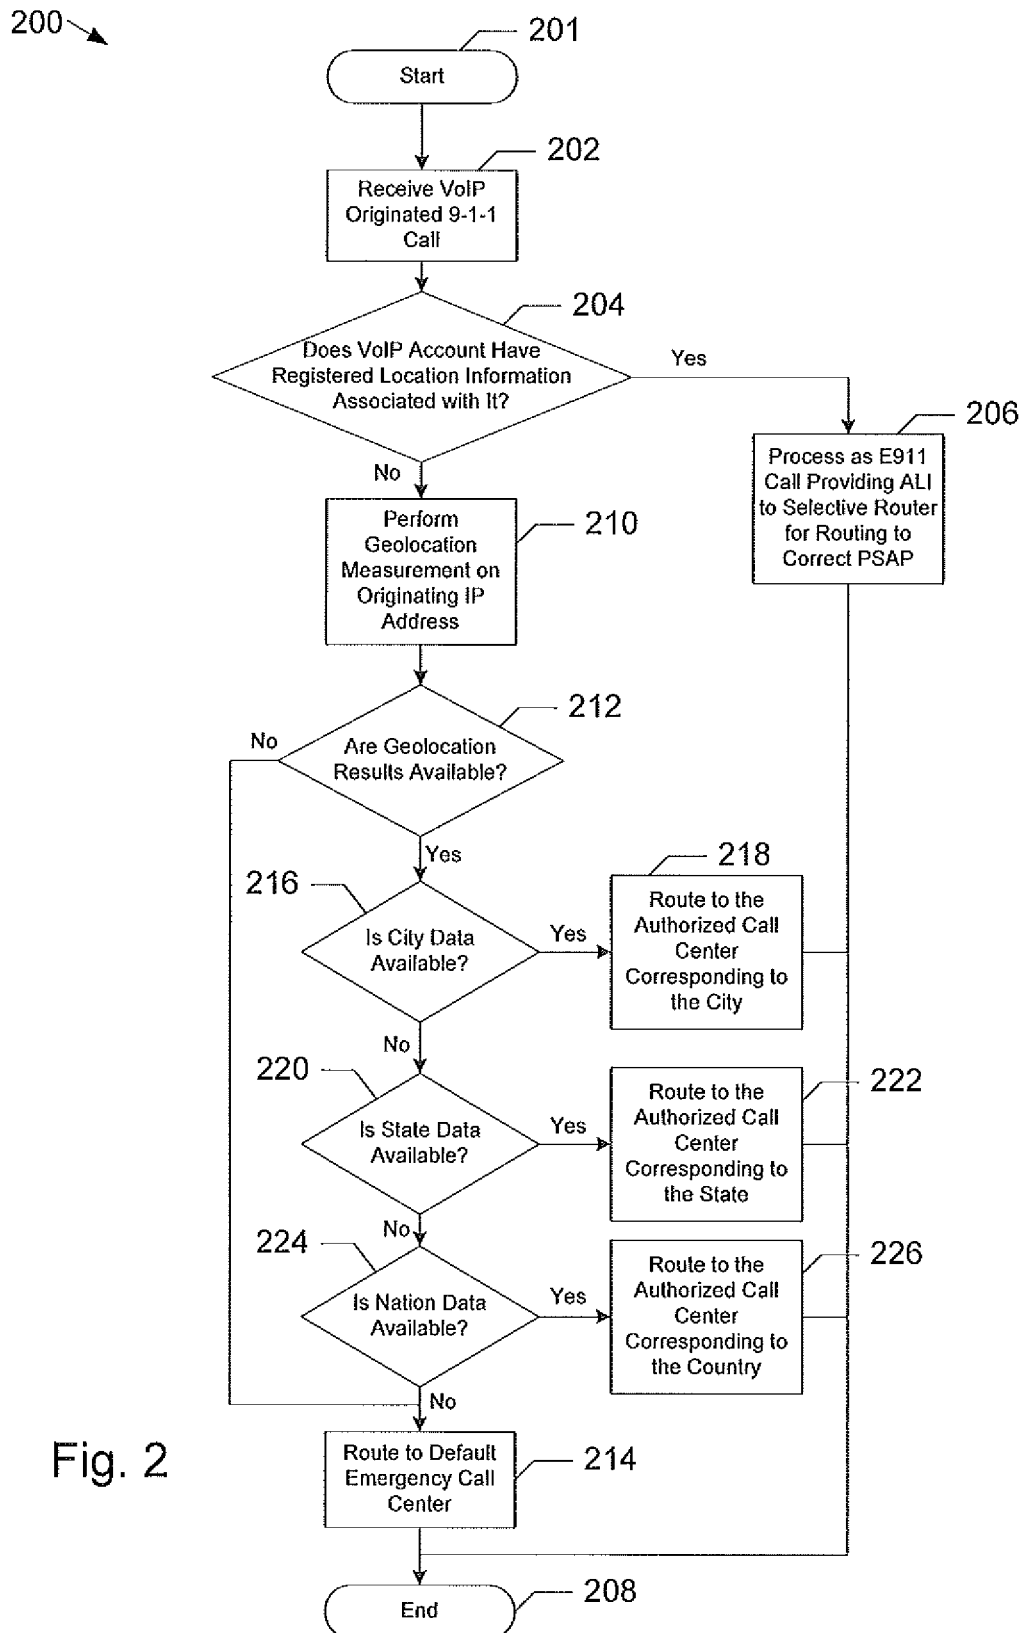 200
201
Start
202
Receive VoIP
Originated 9-1-1
Call
204
Does VoIP Account Have
Registered Location Information
Associated with It?
Yes
No
206
Process as E911
Call Providing ALI
to Selective Router
for Routing to
Correct PSAP
210
Perform
Geolocation
Measurement on
Originating IP
Address
212
Are Geolocation
Results Available?
No
Yes
216
Is City Data
Available?
Yes
218
Route to the
Authorized Call
Center
Corresponding to
the City
No
220
Is State Data
Available?
Yes
222
Route to the
Authorized Call
Center
Corresponding to
the State
No
224
Is Nation Data
Available?
Yes
226
Route to the
Authorized Call
Center
Corresponding to
the Country
No
Fig. 2
214
Route to Default
Emergency Call
Center
208
End